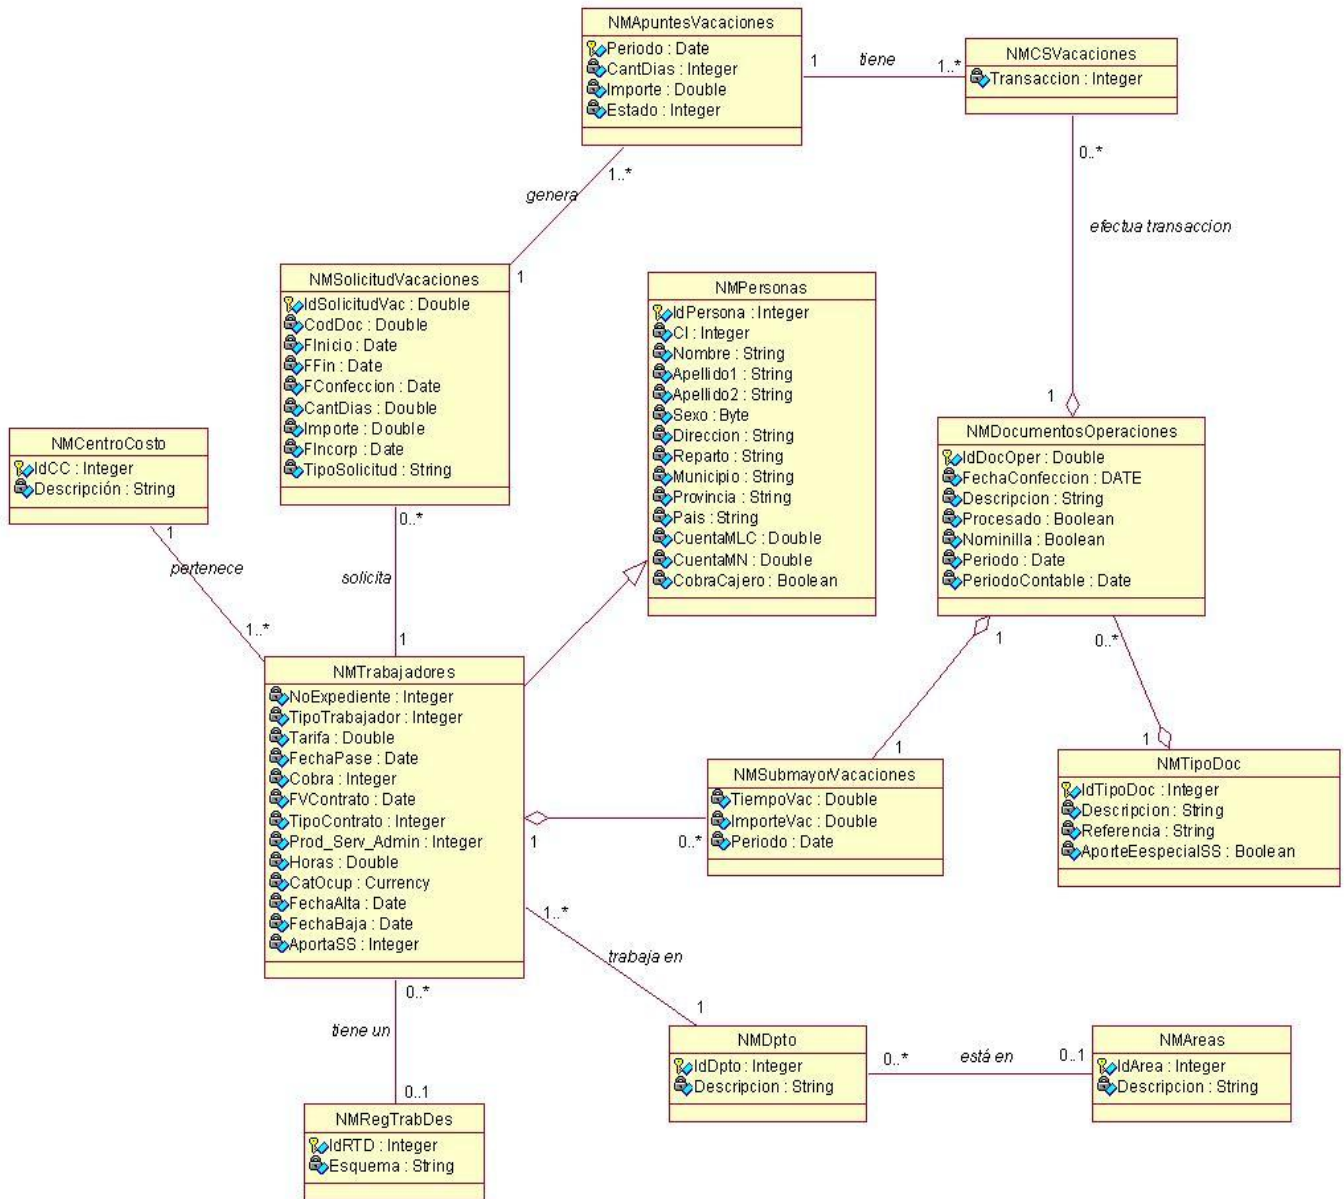 NMApuntesVacaciones
Periodo : Date
CantDias : Integer
Importe : Double
Estado : Integer
1
tiene
1..*
NMCSVacaciones
Transaccion : Integer
0..*
efectua transaccion
1
1..*
genera
1
NMSolicitudVacaciones
IdSolicitudVac : Double
CodDoc : Double
FInicio : Date
FFin : Date
FConfeccion : Date
CantDias : Double
Importe : Double
FIncorp : Date
TipoSolicitud : String
0..*
solicita
1
NMPersonas
IdPersona : Integer
CI : Integer
Nombre : String
Apellido1 : String
Apellido2 : String
Sexo : Byte
Direccion : String
Reparto : String
Municipio : String
Provincia : String
Pais : String
CuentaMLC : Double
CuentaMN : Double
CobraCajero : Boolean
NMCentroCosto
IdCC : Integer
Descripción : String
1
pertenece
1..*
NMDocumentosOperaciones
IdDocOper : Double
FechaConfeccion : DATE
Descripcion : String
Procesado : Boolean
Nominilla : Boolean
Periodo : Date
PeriodoContable : Date
1
0..*
1
1
NMTrabajadores
NoExpediente : Integer
TipoTrabajador : Integer
Tarifa : Double
FechaPase : Date
Cobra : Integer
FVContrato : Date
TipoContrato : Integer
Prod_Serv_Admin : Integer
Horas : Double
CatOcup : Currency
FechaAlta : Date
FechaBaja : Date
AportaSS : Integer
1
0..*
NMSubmayorVacaciones
TiempoVac : Double
ImporteVac : Double
Periodo : Date
NMTipoDoc
IdTipoDoc : Integer
Descripcion : String
Referencia : String
AporteEespecialSS : Boolean
1..*
trabaja en
1
0..*
tiene un
0..1
NMDpto
IdDpto : Integer
Descripcion : String
0..*
está en
0..1
NMAreas
IdArea : Integer
Descripcion : String
NMRegTrabDes
IdRTD : Integer
Esquema : String